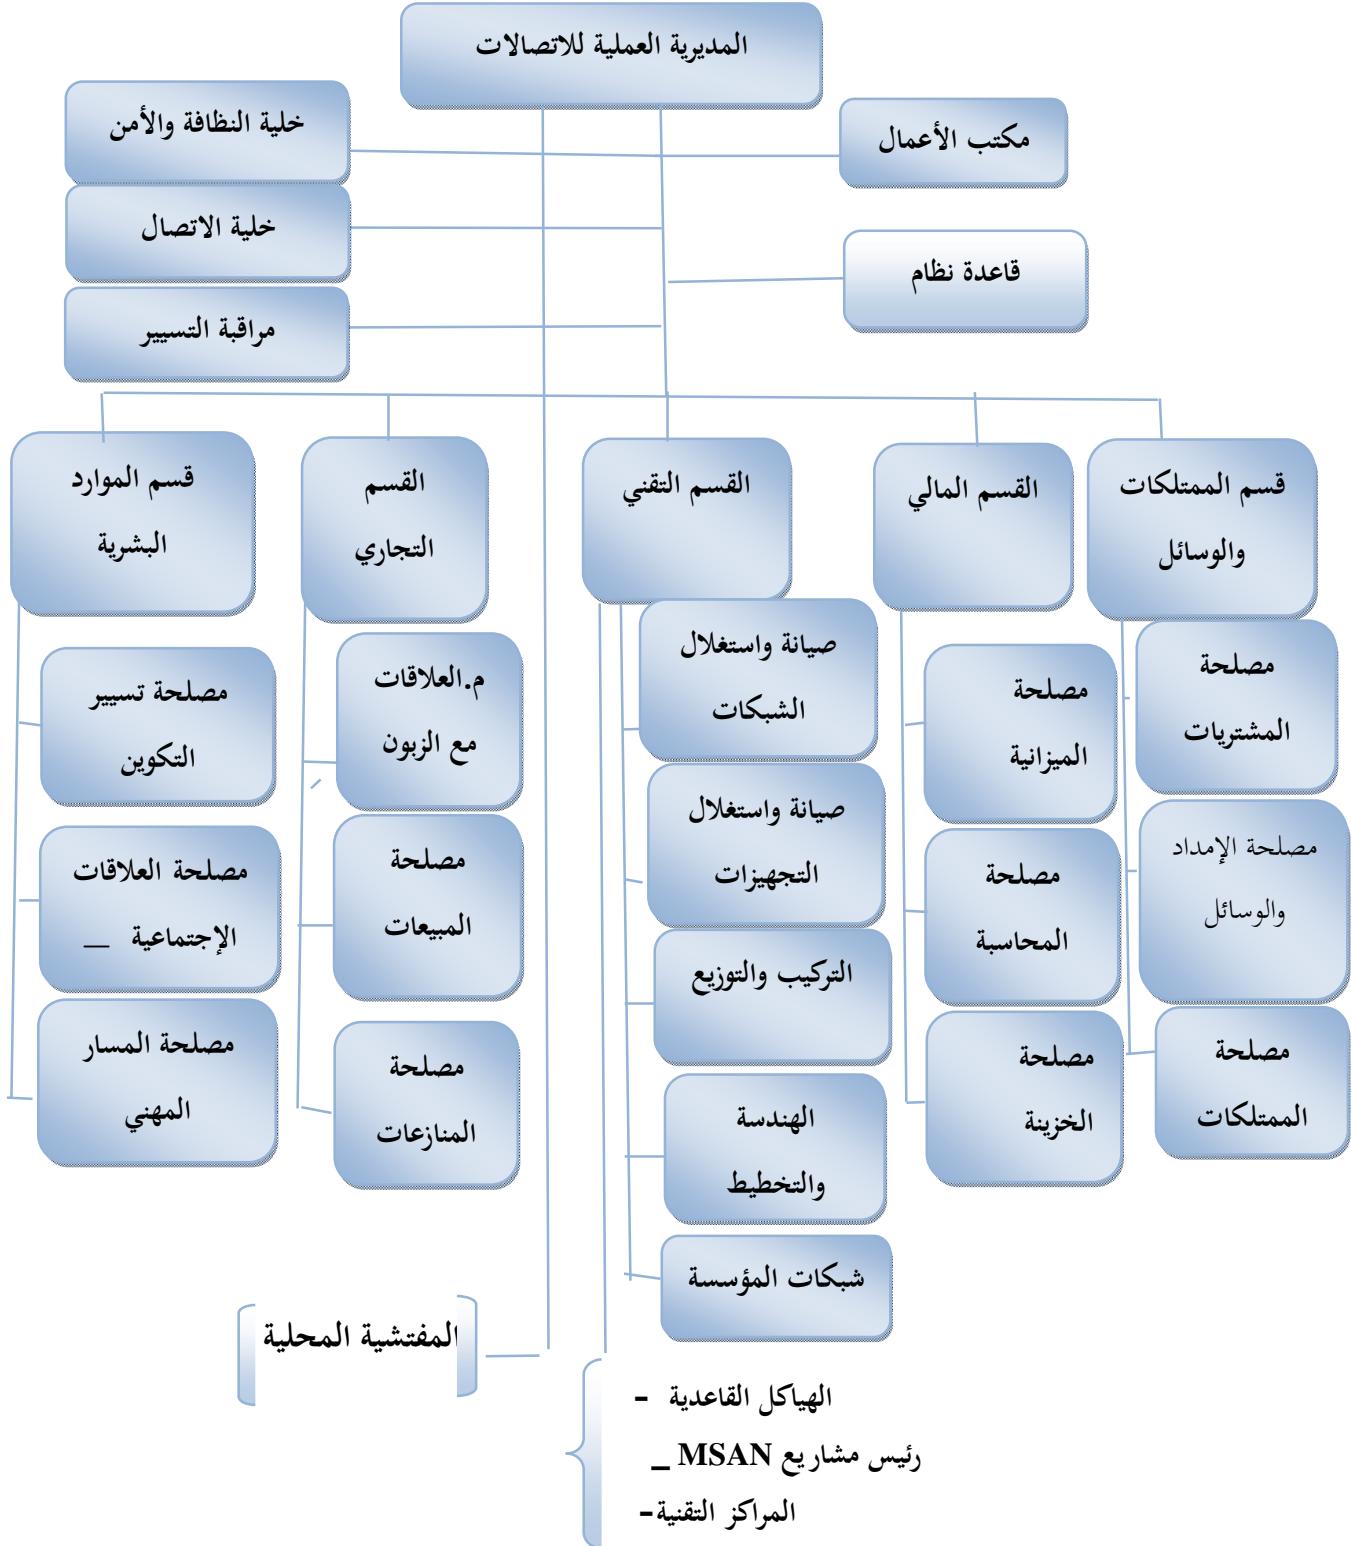 المديرية العملية للاتصالات
مكتب الأعمال
خلية النظافة والأمن
خلية الاتصال
قاعدة نظام
مراقبة التسيير
قسم الممتلكات
والوسائل
القسم المالي
القسم التقني
القسم
التجاري
قسم الموارد
البشرية
مصلحة
المشتريات
مصلحة الإمداد
والوسائل
مصلحة
الممتلكات
مصلحة
الميزانية
مصلحة
المحاسبة
مصلحة
الخزينة
صيانة واستغلال
الشبكات
صيانة واستغلال
التجهيزات
التركيب والتوزيع
الهندسة
والتخطيط
شبكات المؤسسة
م.العلاقات
مع الزبون
مصلحة
المبيعات
مصلحة
المنازعات
مصلحة تسيير
التكوين
مصلحة العلاقات
الإجتماعية _
مصلحة المسار
المهني
المفتشية المحلية
الهياكل القاعدية -
رئيس مشاريع MSAN _
المراكز التقنية-